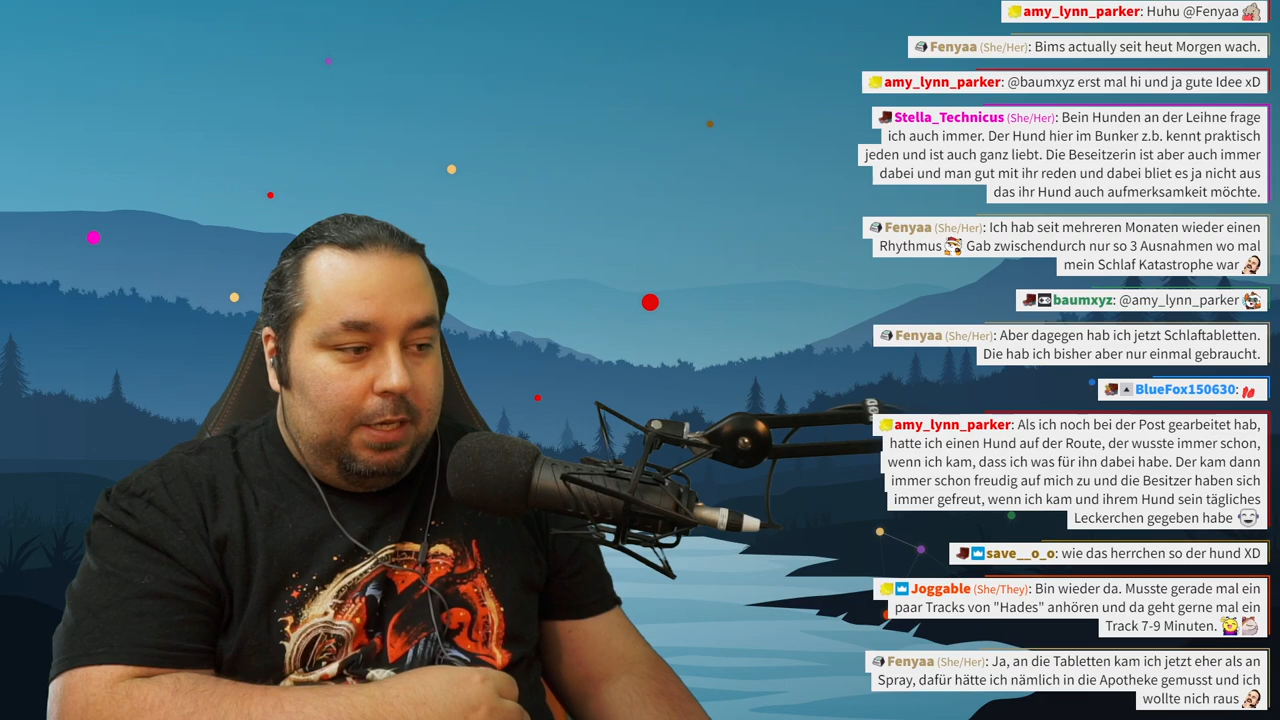 amy_lynn_parker: Huhu @Fenyaa
Fenyaa (She/Her): Bims actually seit heut Morgen wach.
amy_lynn_parker: @baumxyz erst mal hi und ja gute Idee xD
Stella_Technicus (She/Her): Bein Hunden an der Leihne frage
ich auch immer. Der Hund hier im Bunker z.b. kennt praktisch
jeden und ist auch ganz liebt. Die Beseitzerin ist aber auch immer
dabei und man gut mit ihr reden und dabei bliet es ja nicht aus
das ihr Hund auch aufmerksamkeit möchte.
Fenyaa (She/Her): Ich hab seit mehreren Monaten wieder einen
Rhythmus Gab zwischendurch nur so 3 Ausnahmen wo mal
mein Schlaf Katastrophe war
baumxyz: @amy_lynn_parker
Fenyaa (She/Her): Aber dagegen hab ich jetzt Schlaftabletten.
Die hab ich bisher aber nur einmal gebraucht.
BlueFox150630:
amy_lynn_parker: Als ich noch bei der Post gearbeitet hab,
hatte ich einen Hund auf der Route, der wusste immer schon,
wenn ich kam, dass ich was für ihn dabei habe. Der kam dann
immer schon freudig auf mich zu und die Besitzer haben sich
immer gefreut, wenn ich kam und ihrem Hund sein tägliches
Leckerchen gegeben habe
save__o_o: wie das herrchen so der hund XD
Joggable (She/They): Bin wieder da. Musste gerade mal ein
paar Tracks von "Hades" anhören und da geht gerne mal ein
Track 7-9 Minuten.
Fenyaa (She/Her): Ja, an die Tabletten kam ich jetzt eher als an
Spray, dafür hätte ich nämlich in die Apotheke gemusst und ich
wollte nich raus